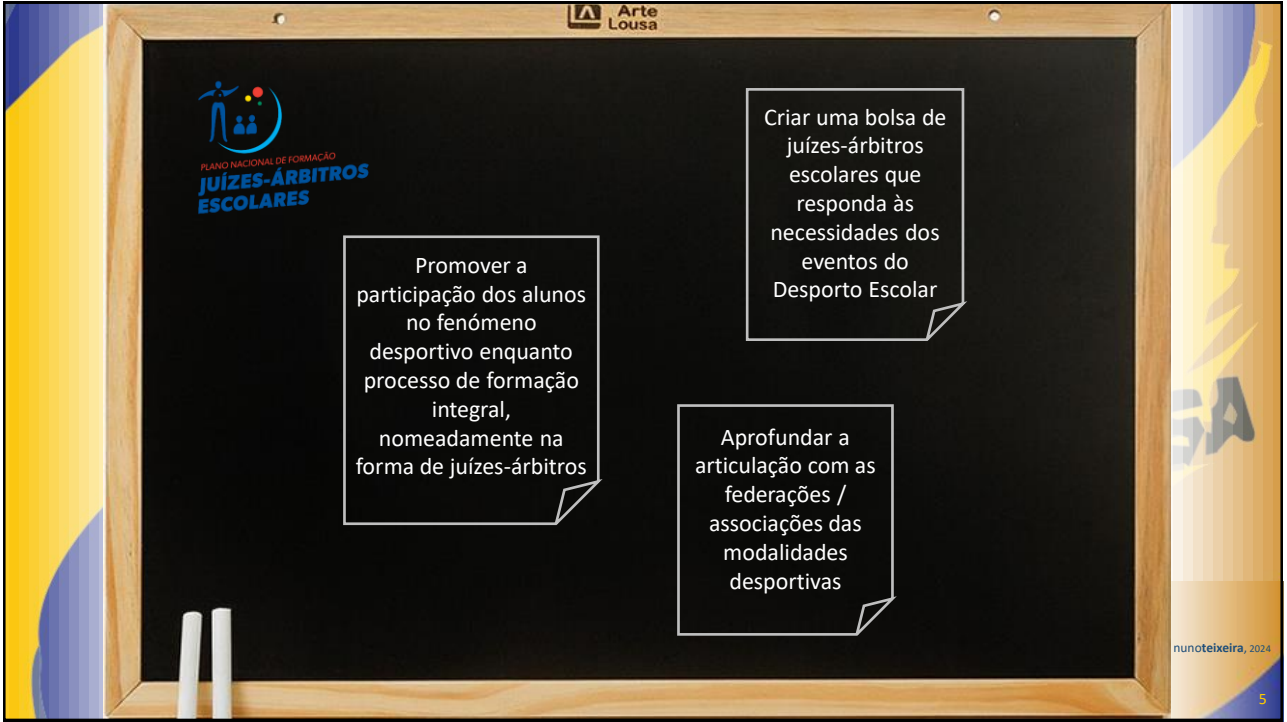 Arte
Lousa
PLANO NACIONAL DE FORMAÇÃO
JUÍZES-ÁRBITROS
ESCOLARES
Promover a
participação dos alunos
no fenómeno
desportivo enquanto
processo de formação
integral,
nomeadamente na
forma de juízes-árbitros
Criar uma bolsa de
juízes-árbitros
escolares que
responda às
necessidades dos
eventos do
Desporto Escolar
Aprofundar a
articulação com as
federações /
associações das
modalidades
desportivas
nunoteixeira, 2024
5